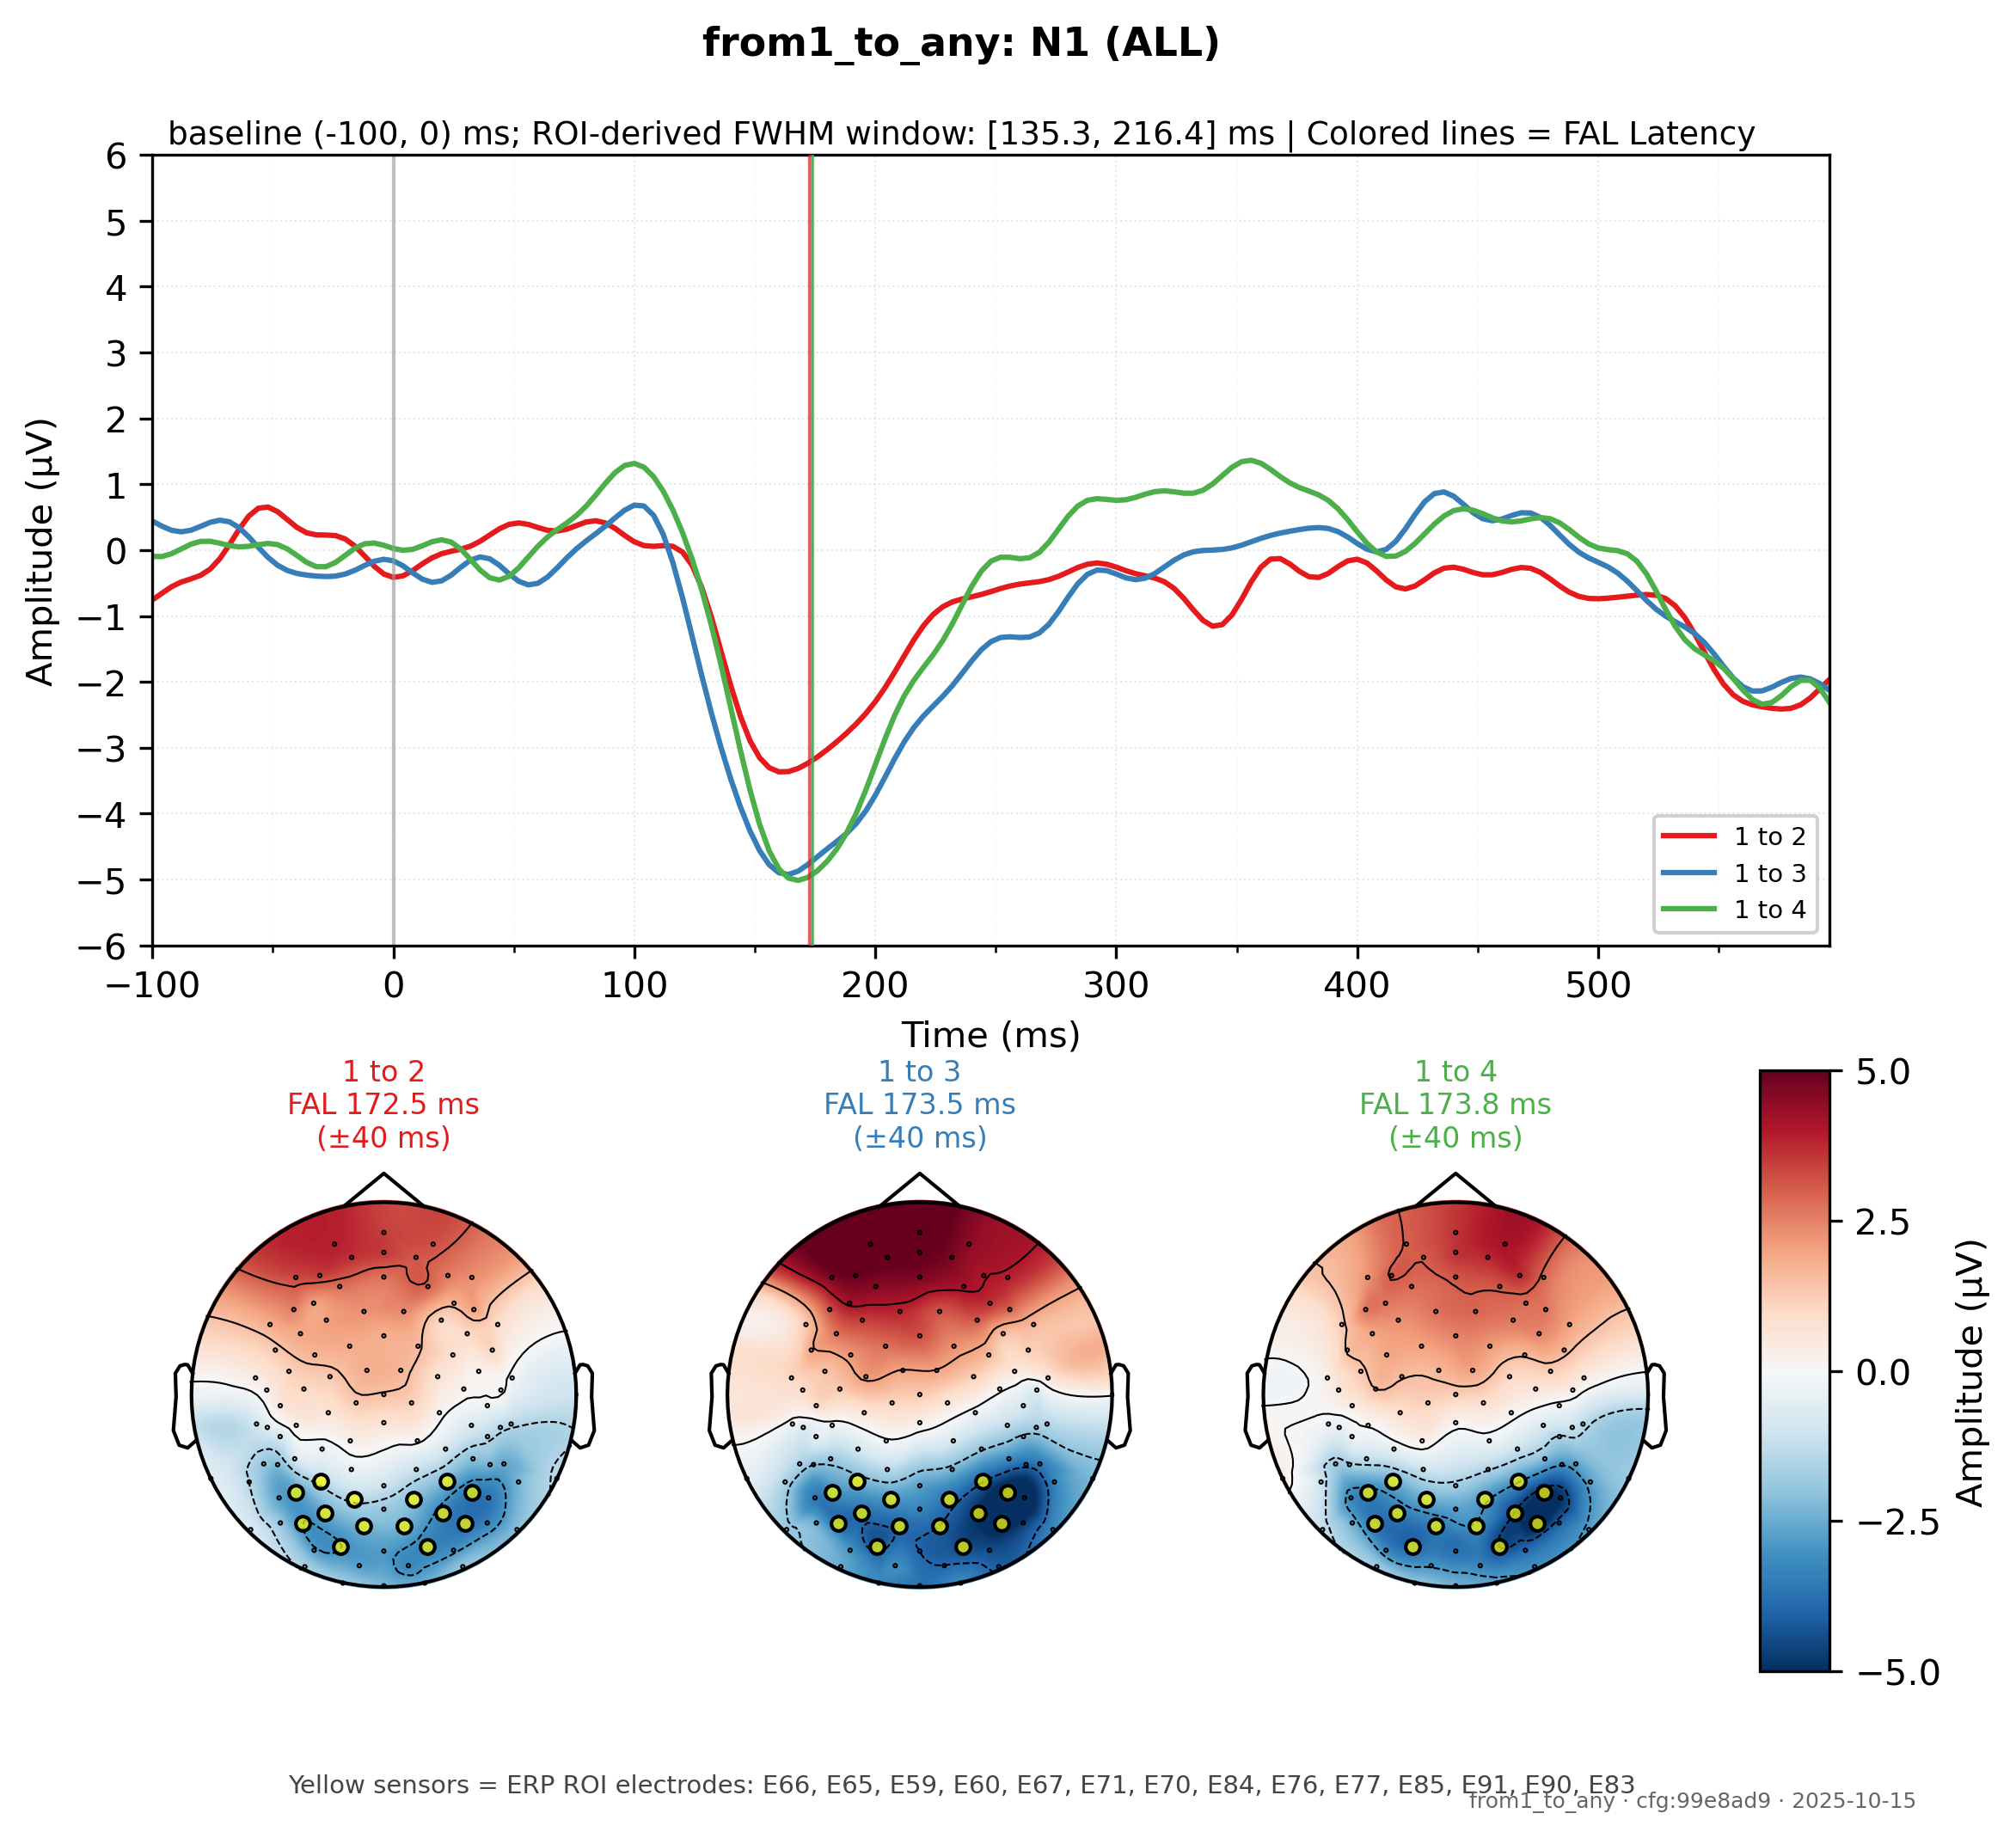 from1_to_any: N1 (ALL)
baseline (-100, 0) ms; ROI-derived FWHM window: [135.3, 216.4] ms | Colored lines = FAL Latency
6
5
4
3
2
1
0
−1
−2
−3
−4
−5
−6
Amplitude (µV)
1 to 2
1 to 3
1 to 4
−100
0
100
200
300
400
500
Time (ms)
1 to 2
FAL 172.5 ms
(±40 ms)
1 to 3
FAL 173.5 ms
(±40 ms)
1 to 4
FAL 173.8 ms
(±40 ms)
5.0
2.5
0.0
−2.5
−5.0
Amplitude (µV)
Yellow sensors = ERP ROI electrodes: E66, E65, E59, E60, E67, E71, E70, E84, E76, E77, E85, E91, E90, E83
from1_to_any · cfg:99e8ad9 · 2025-10-15